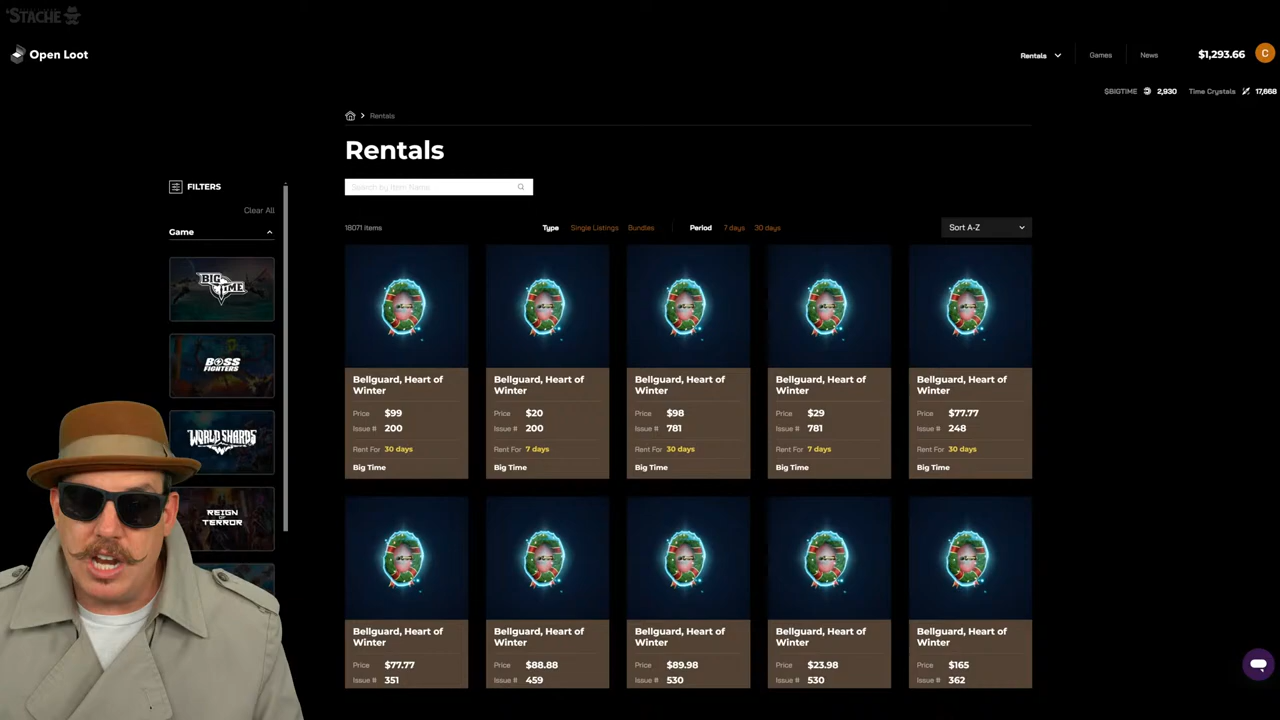 'STACHE
Open Loot
Rentals
Games
News
$1,293.66
C
$BIGTIME
2,930
Time Crystals
17,668
Rentals
Rentals
Search by Item Name
FILTERS
Clear All
Game
BIG TIME
BOSS FIGHTERS
WORLD SHARDS
REIGN OF TERROR
18071 items
Type Single Listings Bundles
Period 7 days 30 days
Sort A-Z
Bellguard, Heart of
Winter
Price $99
Issue # 200
Rent For 30 days
Big Time
Bellguard, Heart of
Winter
Price $20
Issue # 200
Rent For 7 days
Big Time
Bellguard, Heart of
Winter
Price $98
Issue # 781
Rent For 30 days
Big Time
Bellguard, Heart of
Winter
Price $29
Issue # 781
Rent For 7 days
Big Time
Bellguard, Heart of
Winter
Price $77.77
Issue # 248
Rent For 30 days
Big Time
Bellguard, Heart of
Winter
Price $77.77
Issue # 351
Bellguard, Heart of
Winter
Price $88.88
Issue # 459
Bellguard, Heart of
Winter
Price $89.98
Issue # 530
Bellguard, Heart of
Winter
Price $23.98
Issue # 530
Bellguard, Heart of
Winter
Price $165
Issue # 362